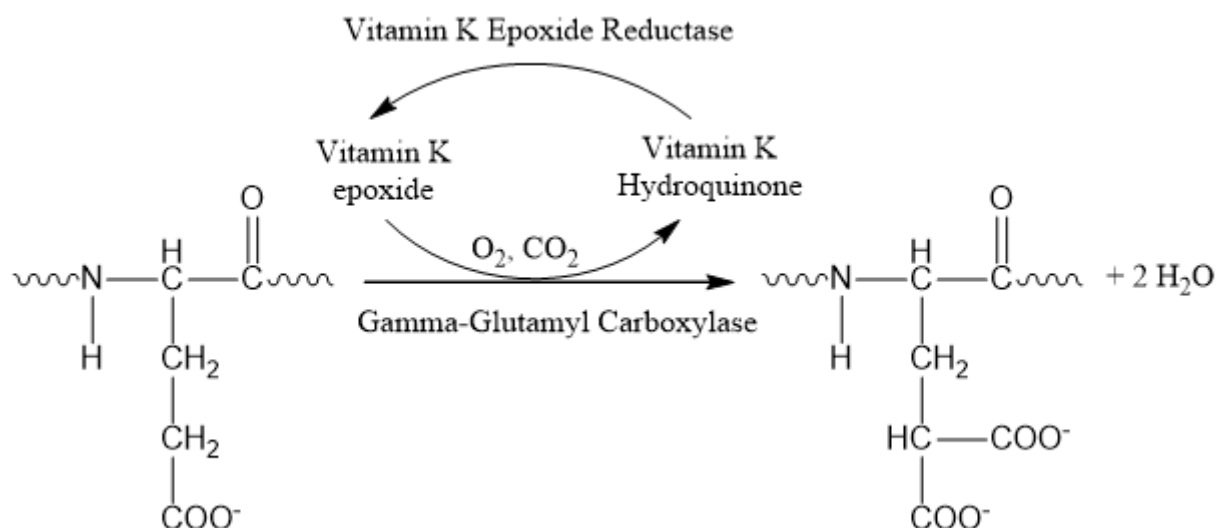 Vitamin K Epoxide Reductase
Vitamin K
epoxide
Vitamin K
Hydroquinone
O₂, CO₂
Gamma-Glutamyl Carboxylase
O
H
N C C
H
CH₂
CH₂
COO⁻
O
H
N C C + 2 H₂O
H
CH₂
HC COO⁻
COO⁻